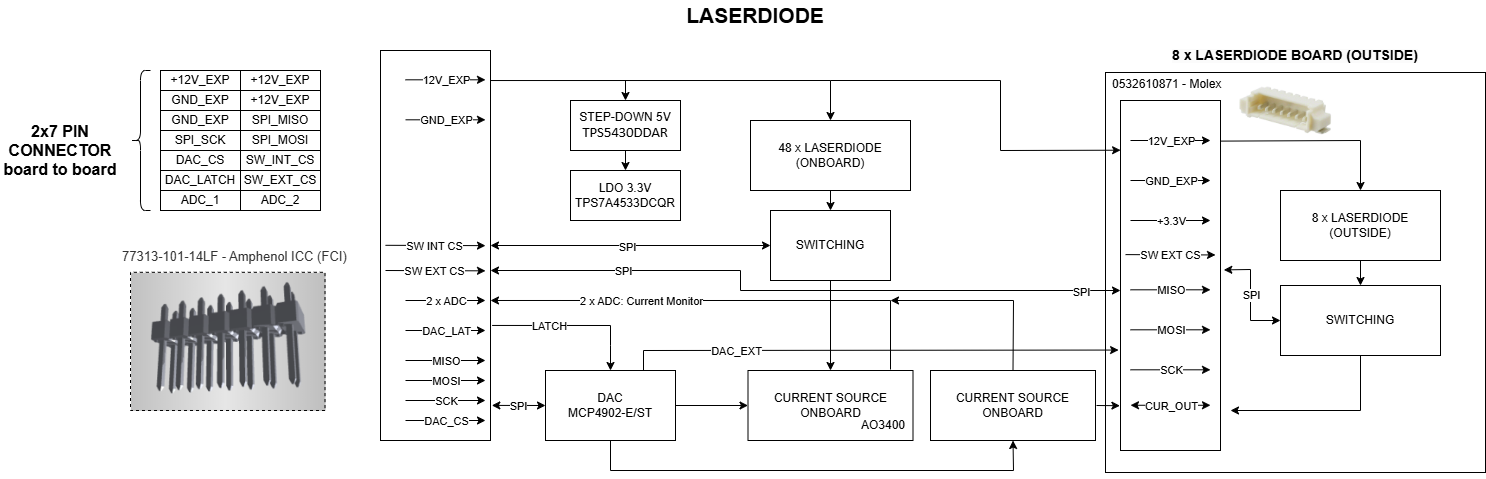 LASERDIODE
8 x LASERDIODE BOARD (OUTSIDE)
2x7 PIN
CONNECTOR
board to board
+12V_EXP +12V_EXP
GND_EXP +12V_EXP
GND_EXP SPI_MISO
SPI_SCK SPI_MOSI
DAC_CS SW_INT_CS
DAC_LATCH SW_EXT_CS
ADC_1 ADC_2
77313-101-14LF - Amphenol ICC (FCI)
12V_EXP
GND_EXP
SW INT CS
SW EXT CS
2 x ADC
DAC_LAT
MISO
MOSI
SCK
DAC_CS
STEP-DOWN 5V
TPS5430DDAR
LDO 3.3V
TPS7A4533DCQR
48 x LASERDIODE
(ONBOARD)
SWITCHING
SPI
SPI
SPI
2 x ADC: Current Monitor
LATCH
DAC_EXT
SPI
DAC
MCP4902-E/ST
CURRENT SOURCE
ONBOARD
AO3400
CURRENT SOURCE
ONBOARD
0532610871 - Molex
12V_EXP
GND_EXP
+3.3V
SW EXT CS
MISO
MOSI
SCK
CUR_OUT
8 x LASERDIODE
(OUTSIDE)
SPI
SWITCHING